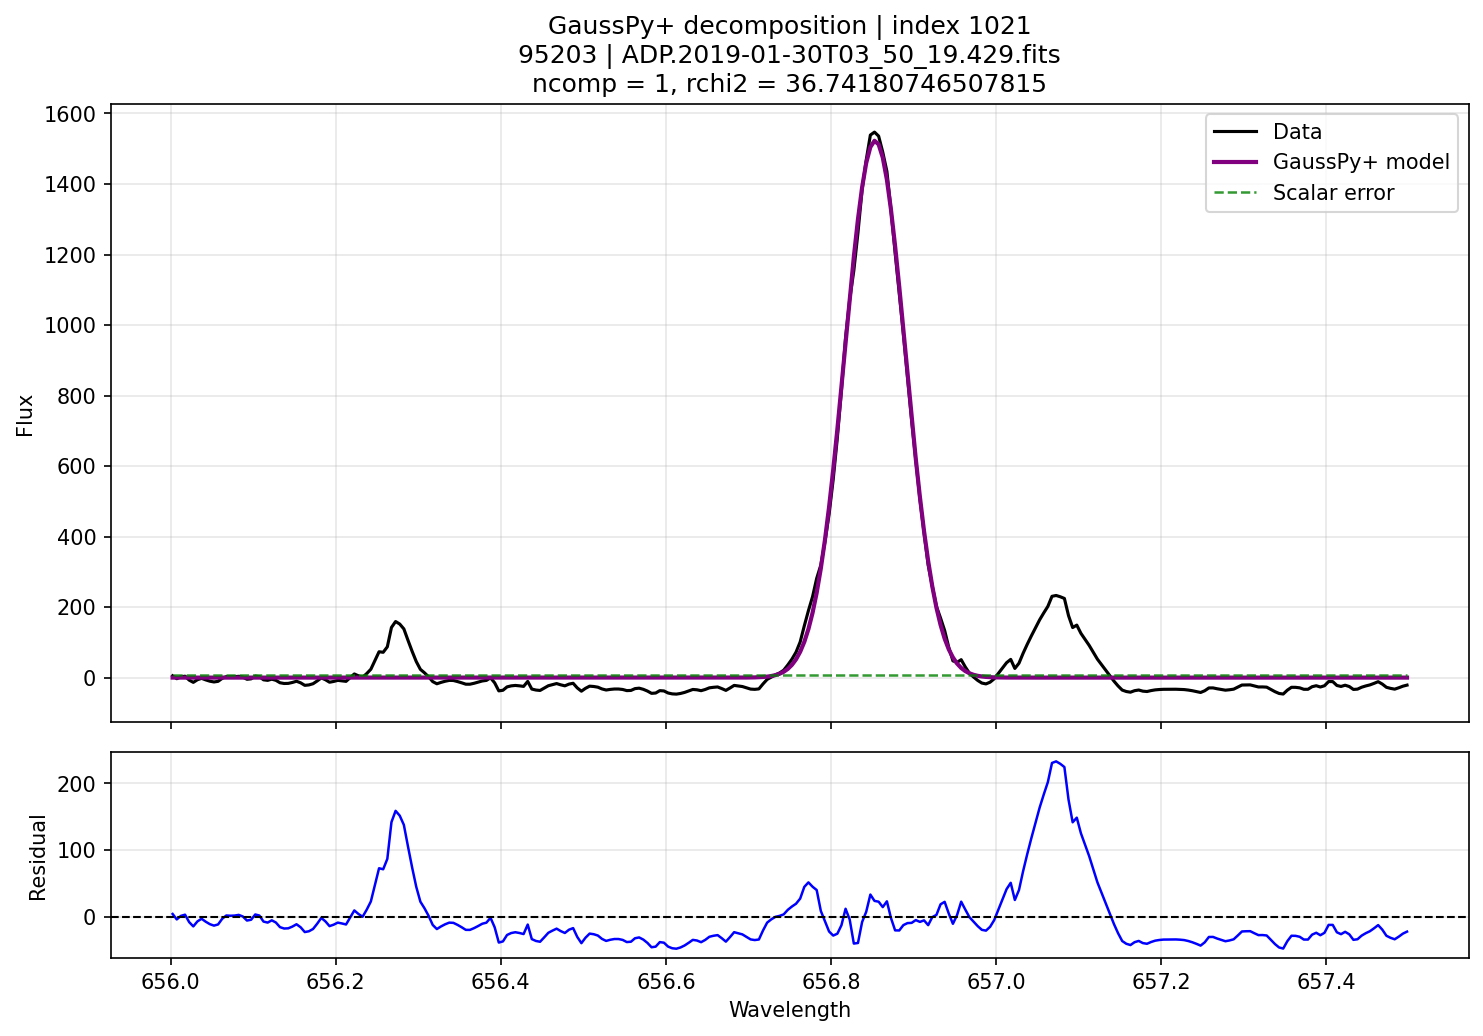 GaussPy+ decomposition | index 1021
95203 | ADP.2019-01-30T03_50_19.429.fits
ncomp = 1, rchi2 = 36.74180746507815
1600
1400
1200
1000
800
600
400
200
0
Flux
Data
GaussPy+ model
Scalar error
200
100
0
Residual
656.0
656.2
656.4
656.6
656.8
657.0
657.2
657.4
Wavelength